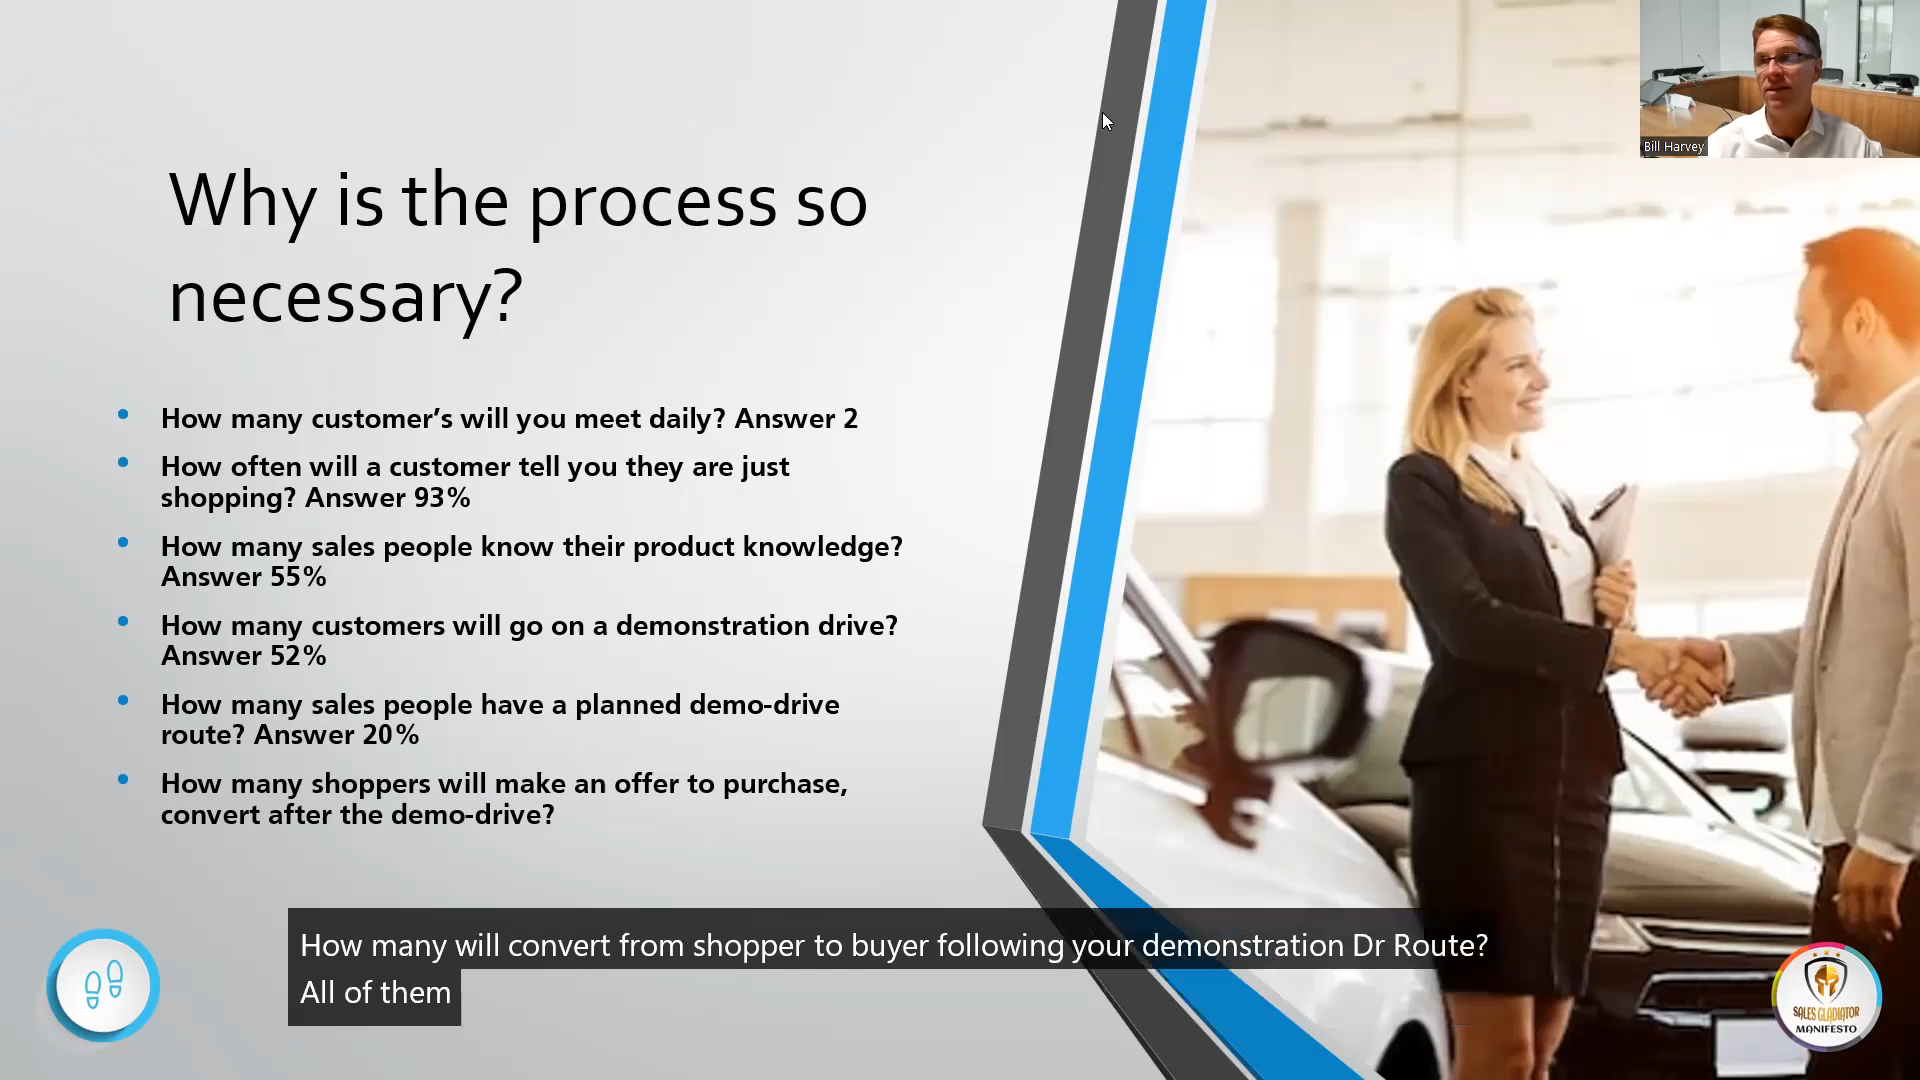 Bill Harvey
Why is the process so
necessary?
How many customer’s will you meet daily? Answer 2
How often will a customer tell you they are just
shopping? Answer 93%
How many sales people know their product knowledge?
Answer 55%
How many customers will go on a demonstration drive?
Answer 52%
How many sales people have a planned demo-drive
route? Answer 20%
How many shoppers will make an offer to purchase,
convert after the demo-drive?
How many will convert from shopper to buyer following your demonstration Dr Route?
All of them
SALES GLADIATOR
MANIFESTO